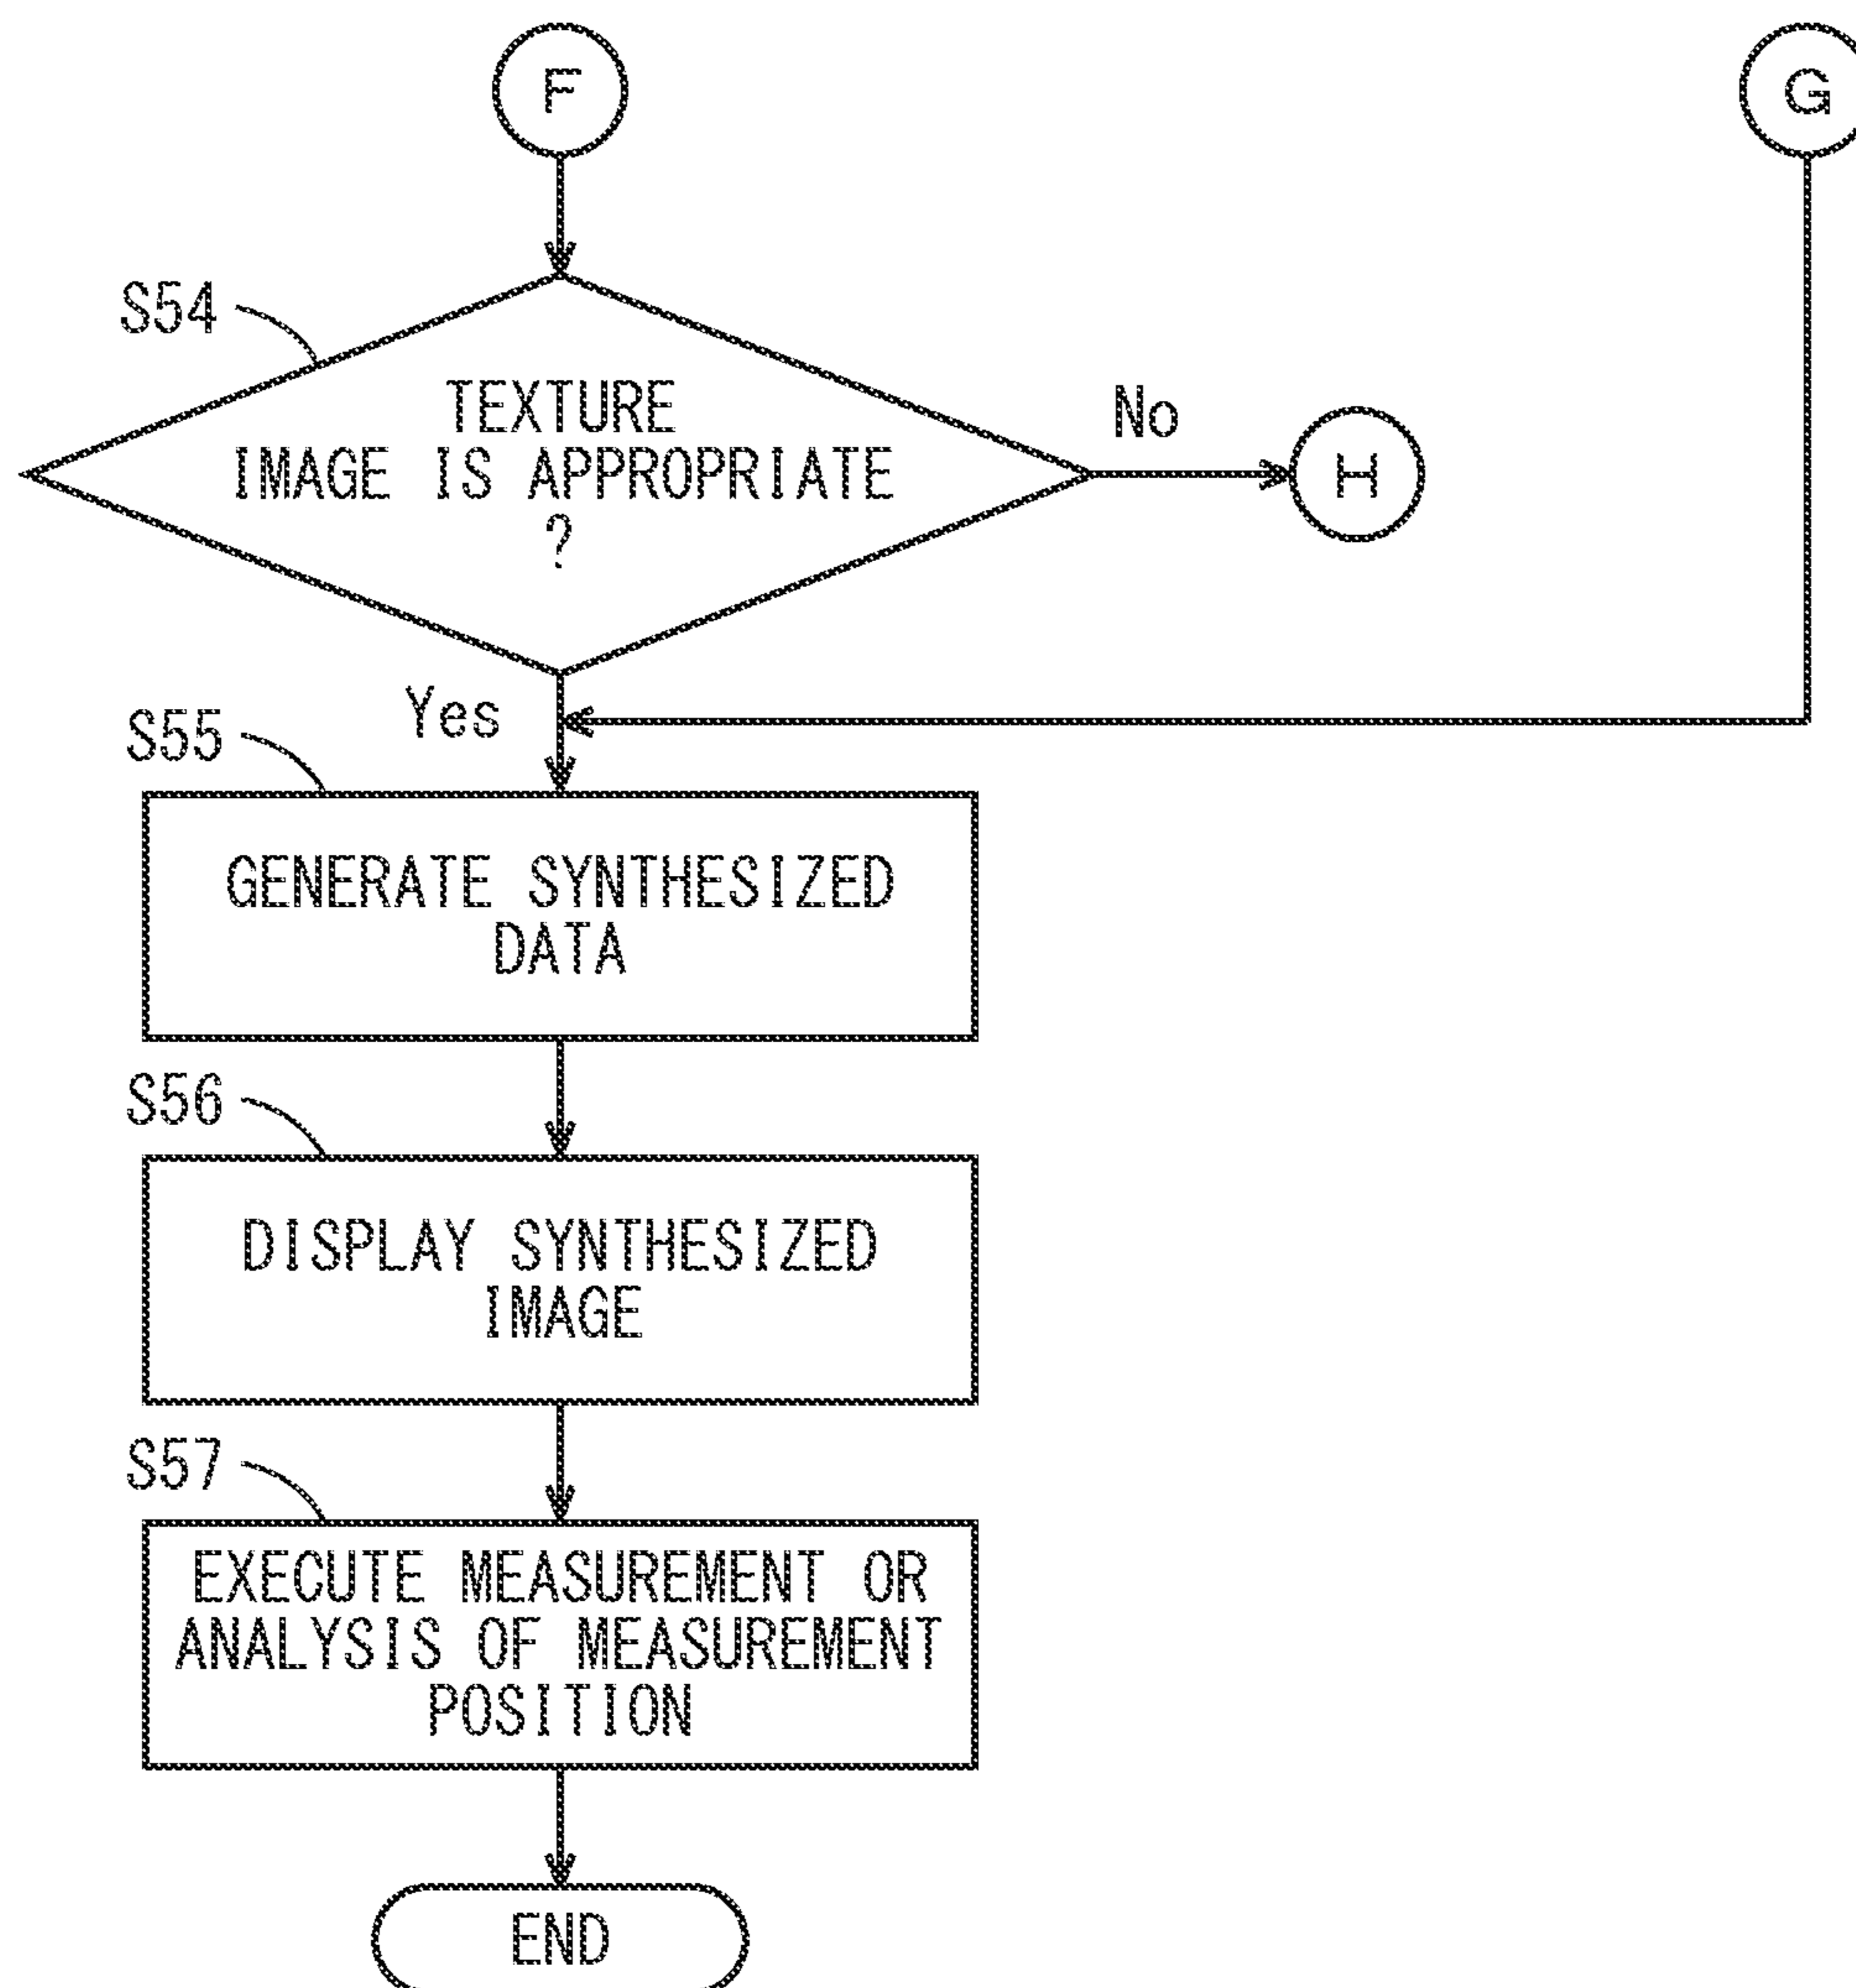 F
G
S54
TEXTURE
IMAGE IS APPROPRIATE
?
No
H
Yes
S55
GENERATE SYNTHESIZED
DATA
S56
DISPLAY SYNTHESIZED
IMAGE
S57
EXECUTE MEASUREMENT OR
ANALYSIS OF MEASUREMENT
POSITION
END